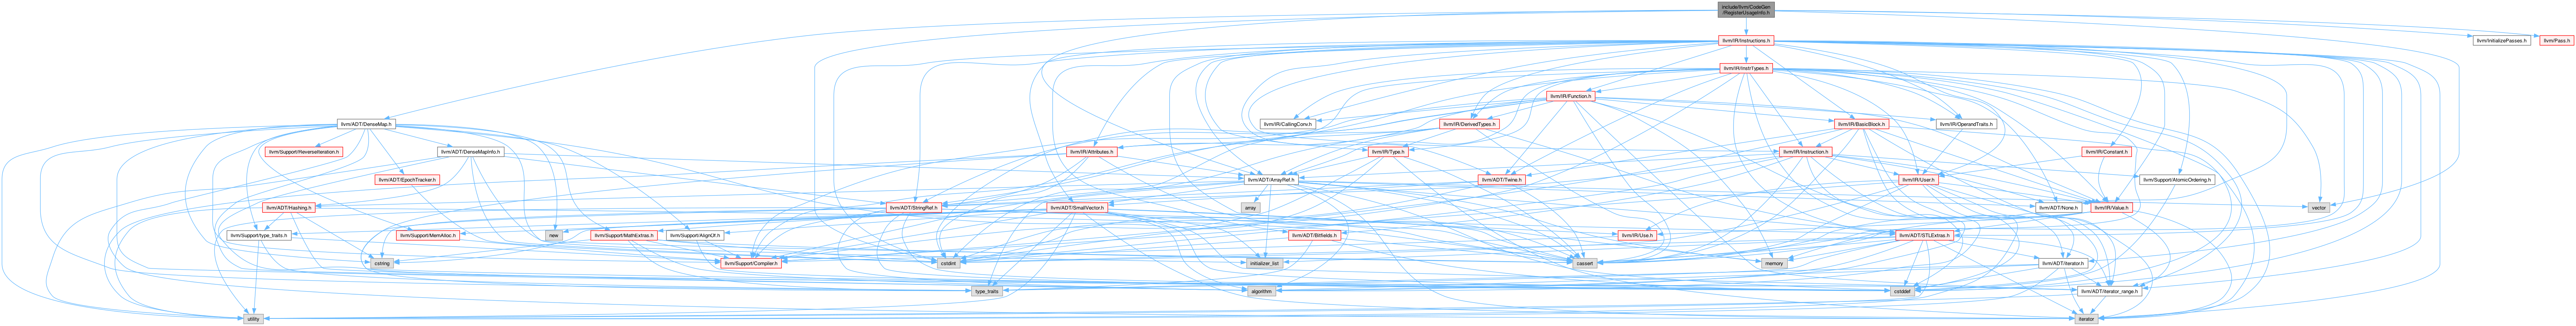 include/llvm/CodeGen
/RegisterUsageInfo.h
llvm/IR/Instructions.h
llvm/InitializePasses.h
llvm/Pass.h
llvm/IR/InstrTypes.h
llvm/IR/Function.h
llvm/ADT/DenseMap.h
llvm/IR/CallingConv.h
llvm/IR/DerivedTypes.h
llvm/IR/BasicBlock.h
llvm/IR/OperandTraits.h
llvm/Support/ReverseIteration.h
llvm/ADT/DenseMapInfo.h
llvm/IR/Attributes.h
llvm/IR/Type.h
llvm/IR/Instruction.h
llvm/IR/Constant.h
llvm/ADT/EpochTracker.h
llvm/ADT/ArrayRef.h
llvm/ADT/Twine.h
llvm/IR/User.h
llvm/Support/AtomicOrdering.h
llvm/ADT/Hashing.h
llvm/ADT/StringRef.h
llvm/ADT/SmallVector.h
array
llvm/ADT/None.h
llvm/IR/Value.h
vector
llvm/Support/type_traits.h
llvm/Support/MemAlloc.h
new
llvm/Support/MathExtras.h
llvm/Support/AlignOf.h
llvm/ADT/Bitfields.h
llvm/IR/Use.h
llvm/ADT/STLExtras.h
cstring
llvm/Support/Compiler.h
cstdint
initializer_list
cassert
memory
llvm/ADT/iterator.h
type_traits
algorithm
cstddef
llvm/ADT/iterator_range.h
utility
iterator